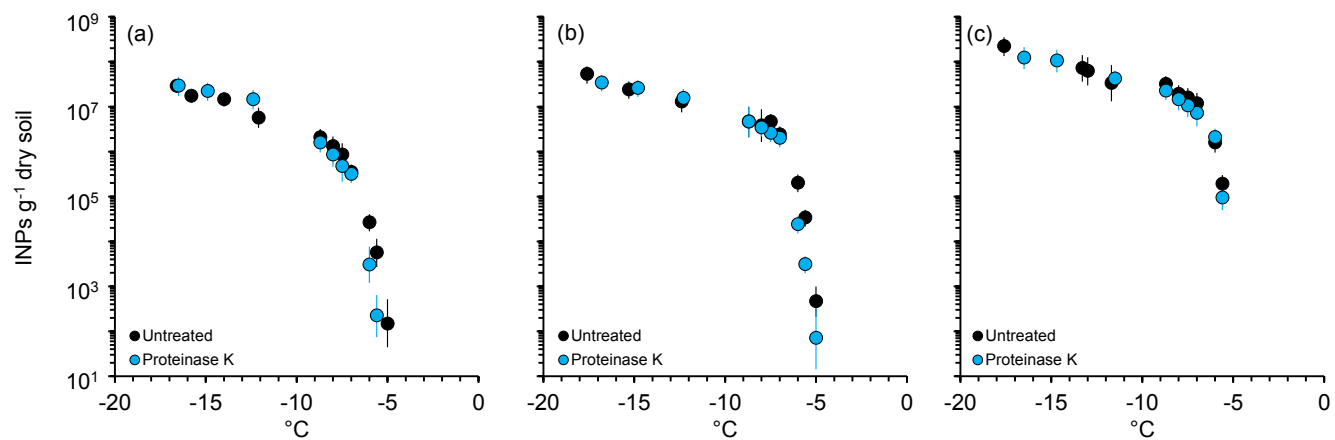 (a)
(b)
(c)
INPs g⁻¹ dry soil
10⁹
10⁷
10⁵
10³
10¹
Untreated
Proteinase K
Untreated
Proteinase K
Untreated
Proteinase K
-20 -15 -10 -5 0
-20 -15 -10 -5 0
-20 -15 -10 -5 0
°C
°C
°C